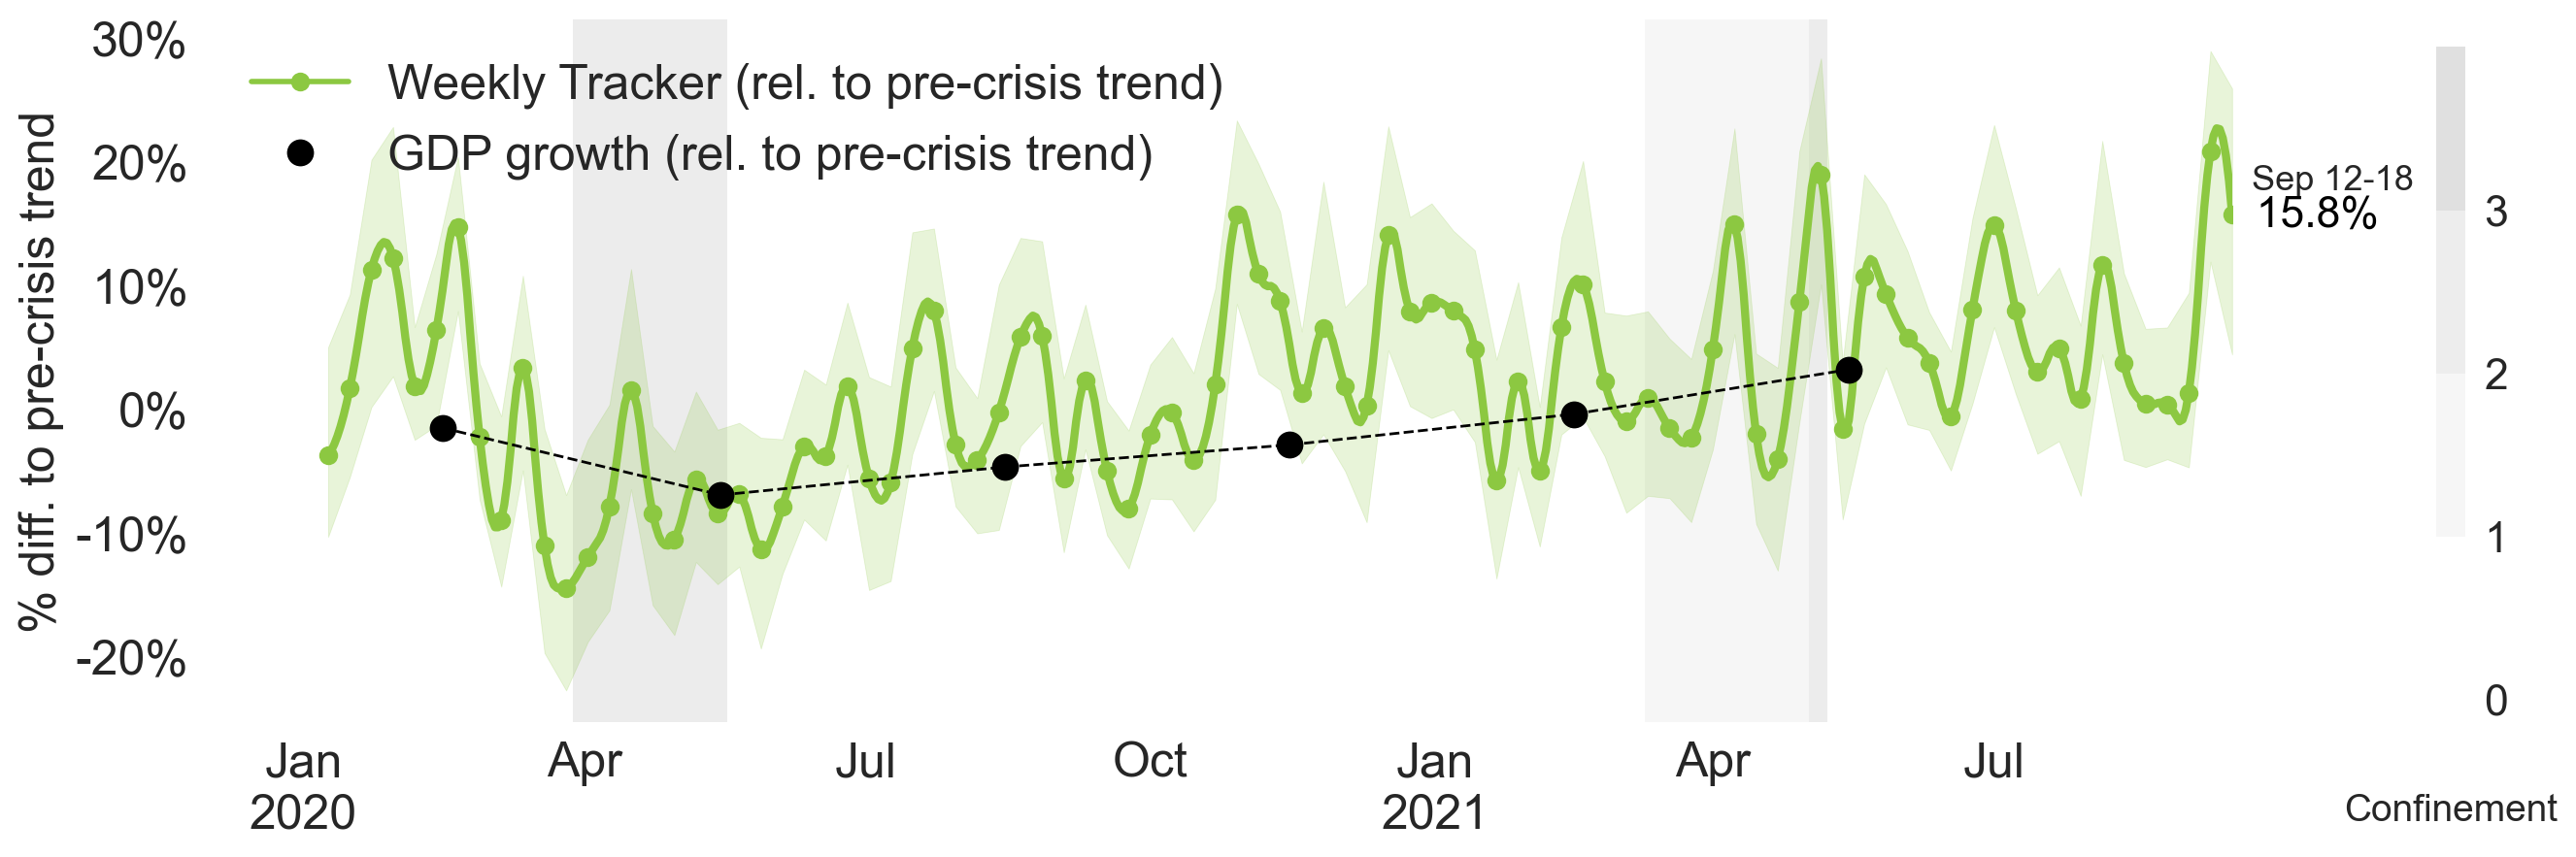 30%
20%
10%
0%
-10%
-20%
% diff. to pre-crisis trend
Weekly Tracker (rel. to pre-crisis trend)
GDP growth (rel. to pre-crisis trend)
Sep 12-18
15.8%
3
2
1
0
Jan
2020
Apr
Jul
Oct
Jan
2021
Apr
Jul
Confinement